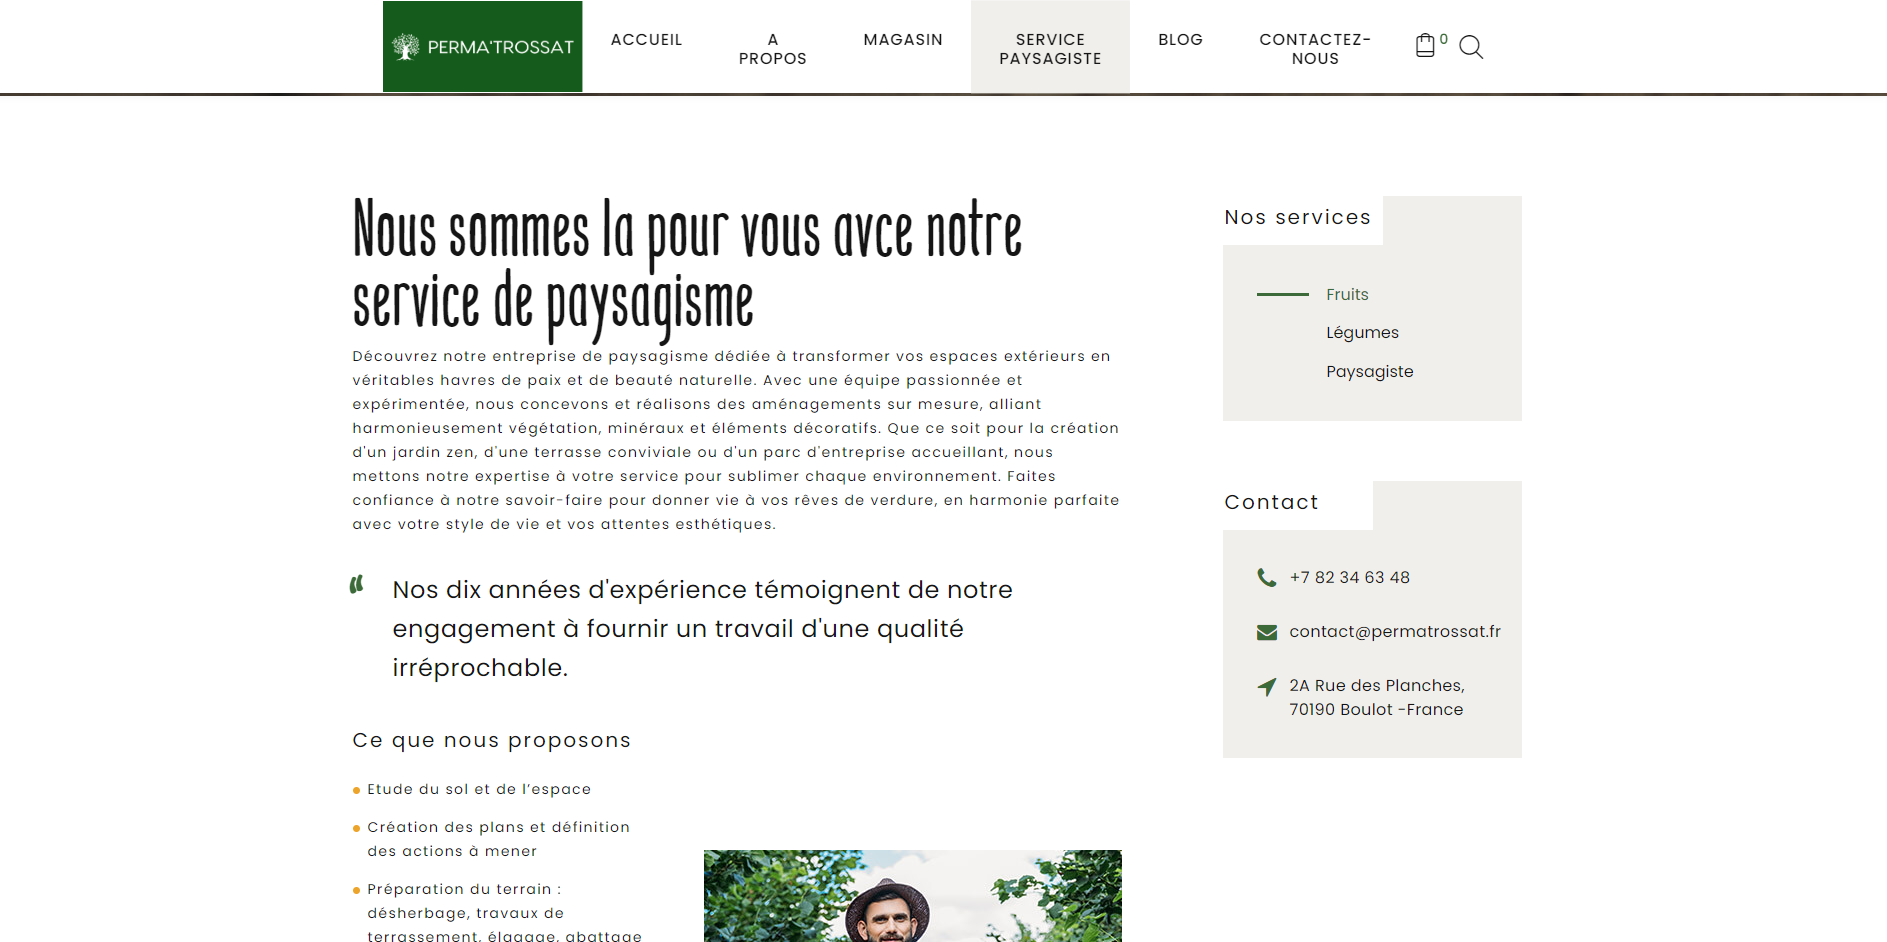 PERMA'TROSSAT
ACCUEIL
A
PROPOS
MAGASIN
SERVICE
PAYSAGISTE
BLOG
CONTACTEZ-
NOUS
0
Nous sommes la pour vous avce notre
service de paysagisme
Découvrez notre entreprise de paysagisme dédiée à transformer vos espaces extérieurs en
véritables havres de paix et de beauté naturelle. Avec une équipe passionnée et
expérimentée, nous concevons et réalisons des aménagements sur mesure, alliant
harmonieusement végétation, minéraux et éléments décoratifs. Que ce soit pour la création
d'un jardin zen, d'une terrasse conviviale ou d'un parc d'entreprise accueillant, nous
mettons notre expertise à votre service pour sublimer chaque environnement. Faites
confiance à notre savoir-faire pour donner vie à vos rêves de verdure, en harmonie parfaite
avec votre style de vie et vos attentes esthétiques.
Nos dix années d'expérience témoignent de notre
engagement à fournir un travail d'une qualité
irréprochable.
Ce que nous proposons
Etude du sol et de l’espace
Création des plans et définition
des actions à mener
Préparation du terrain :
désherbage, travaux de
terrassement, élagage, abattage
Nos services
Fruits
Légumes
Paysagiste
Contact
+7 82 34 63 48
contact@permatrossat.fr
2A Rue des Planches,
70190 Boulot -France